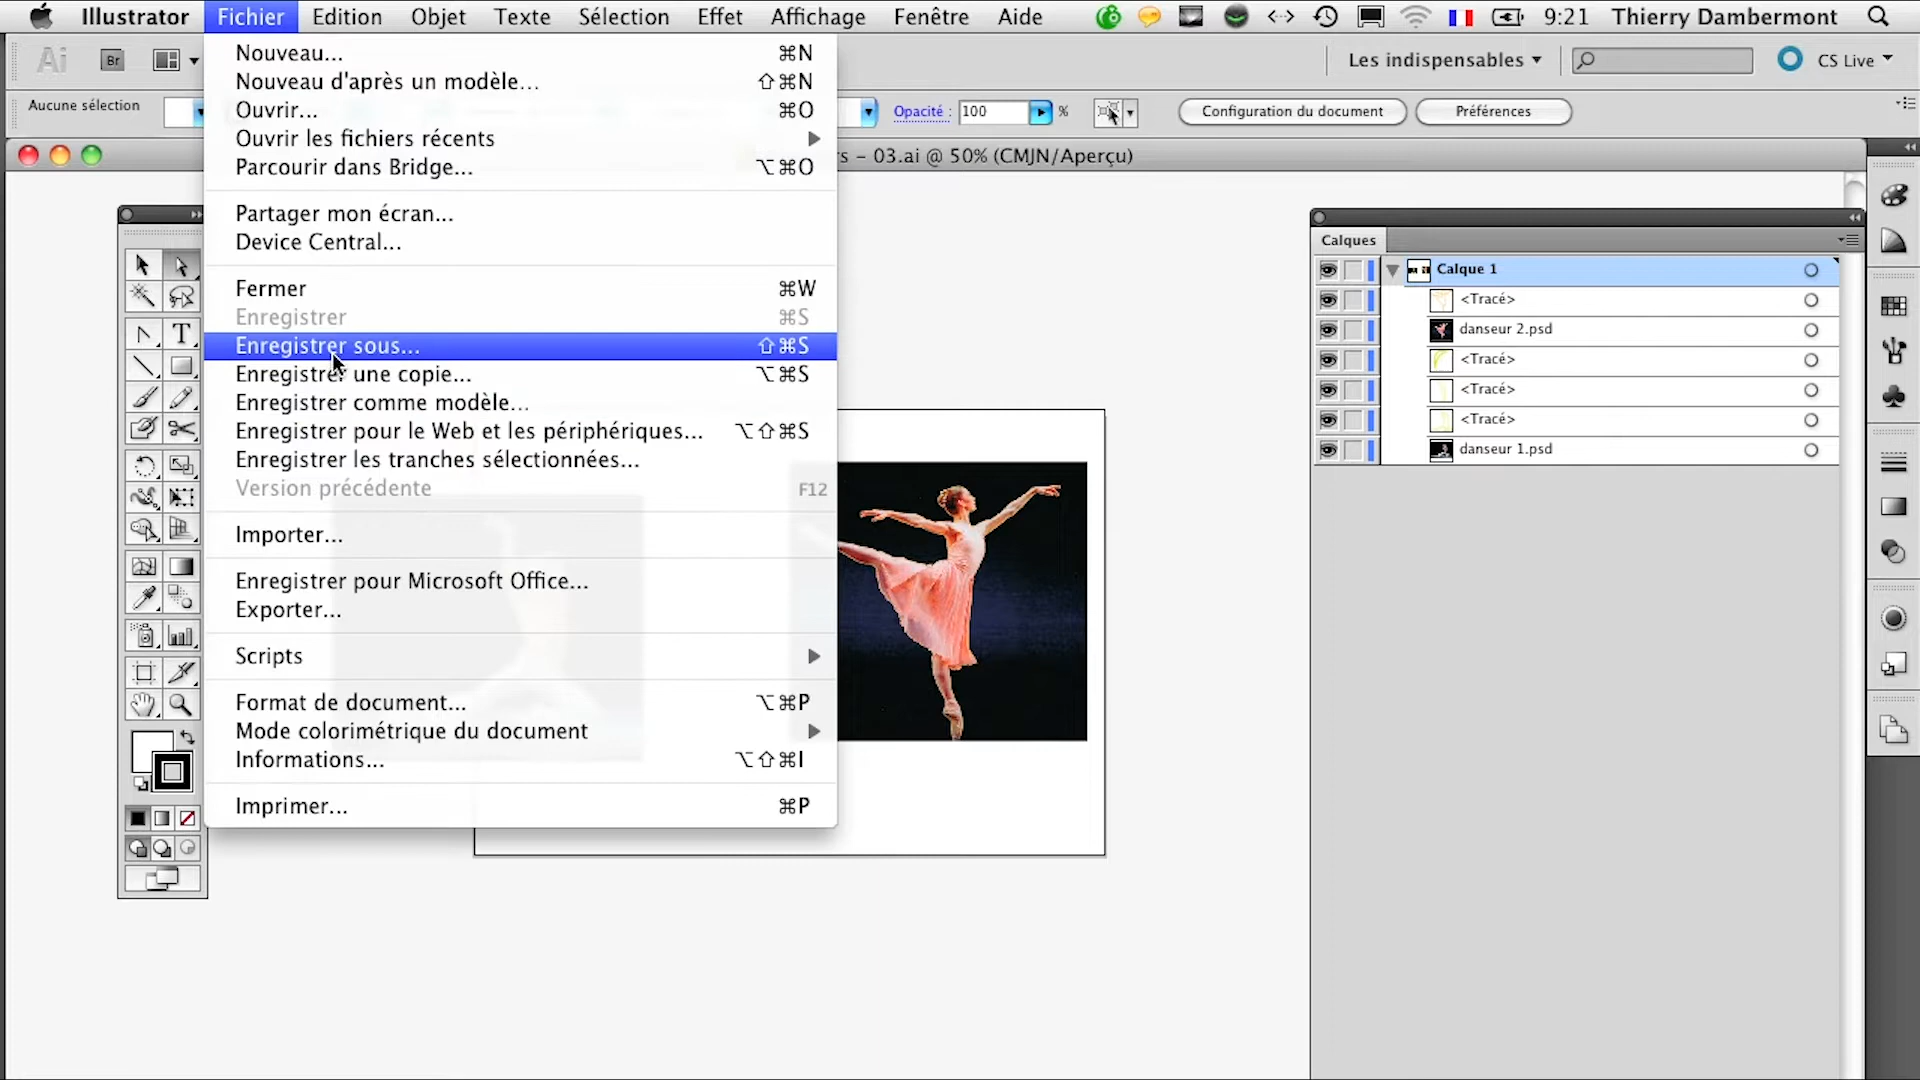 Illustrator Fichier Edition Objet Texte Sélection Effet Affichage Fenêtre Aide 9:21 Thierry Dambermont
Ai Br Les indispensables CS Live
Aucune sélection Opacité : 100 % Configuration du document Préférences
rs – 03.ai @ 50% (CMJN/Aperçu)
Nouveau... ⌘N
Nouveau d'après un modèle... ⇧⌘N
Ouvrir... ⌘O
Ouvrir les fichiers récents
Parcourir dans Bridge... ⌥⌘O
Partager mon écran...
Device Central...
Fermer ⌘W
Enregistrer ⌘S
Enregistrer sous... ⇧⌘S
Enregistrer une copie... ⌥⌘S
Enregistrer comme modèle...
Enregistrer pour le Web et les périphériques... ⌥⇧⌘S
Enregistrer les tranches sélectionnées...
Version précédente F12
Importer...
Enregistrer pour Microsoft Office...
Exporter...
Scripts
Format de document... ⌥⌘P
Mode colorimétrique du document
Informations... ⌥⇧⌘I
Imprimer... ⌘P
T
Calques
Calque 1
<Tracé>
danseur 2.psd
<Tracé>
<Tracé>
<Tracé>
danseur 1.psd